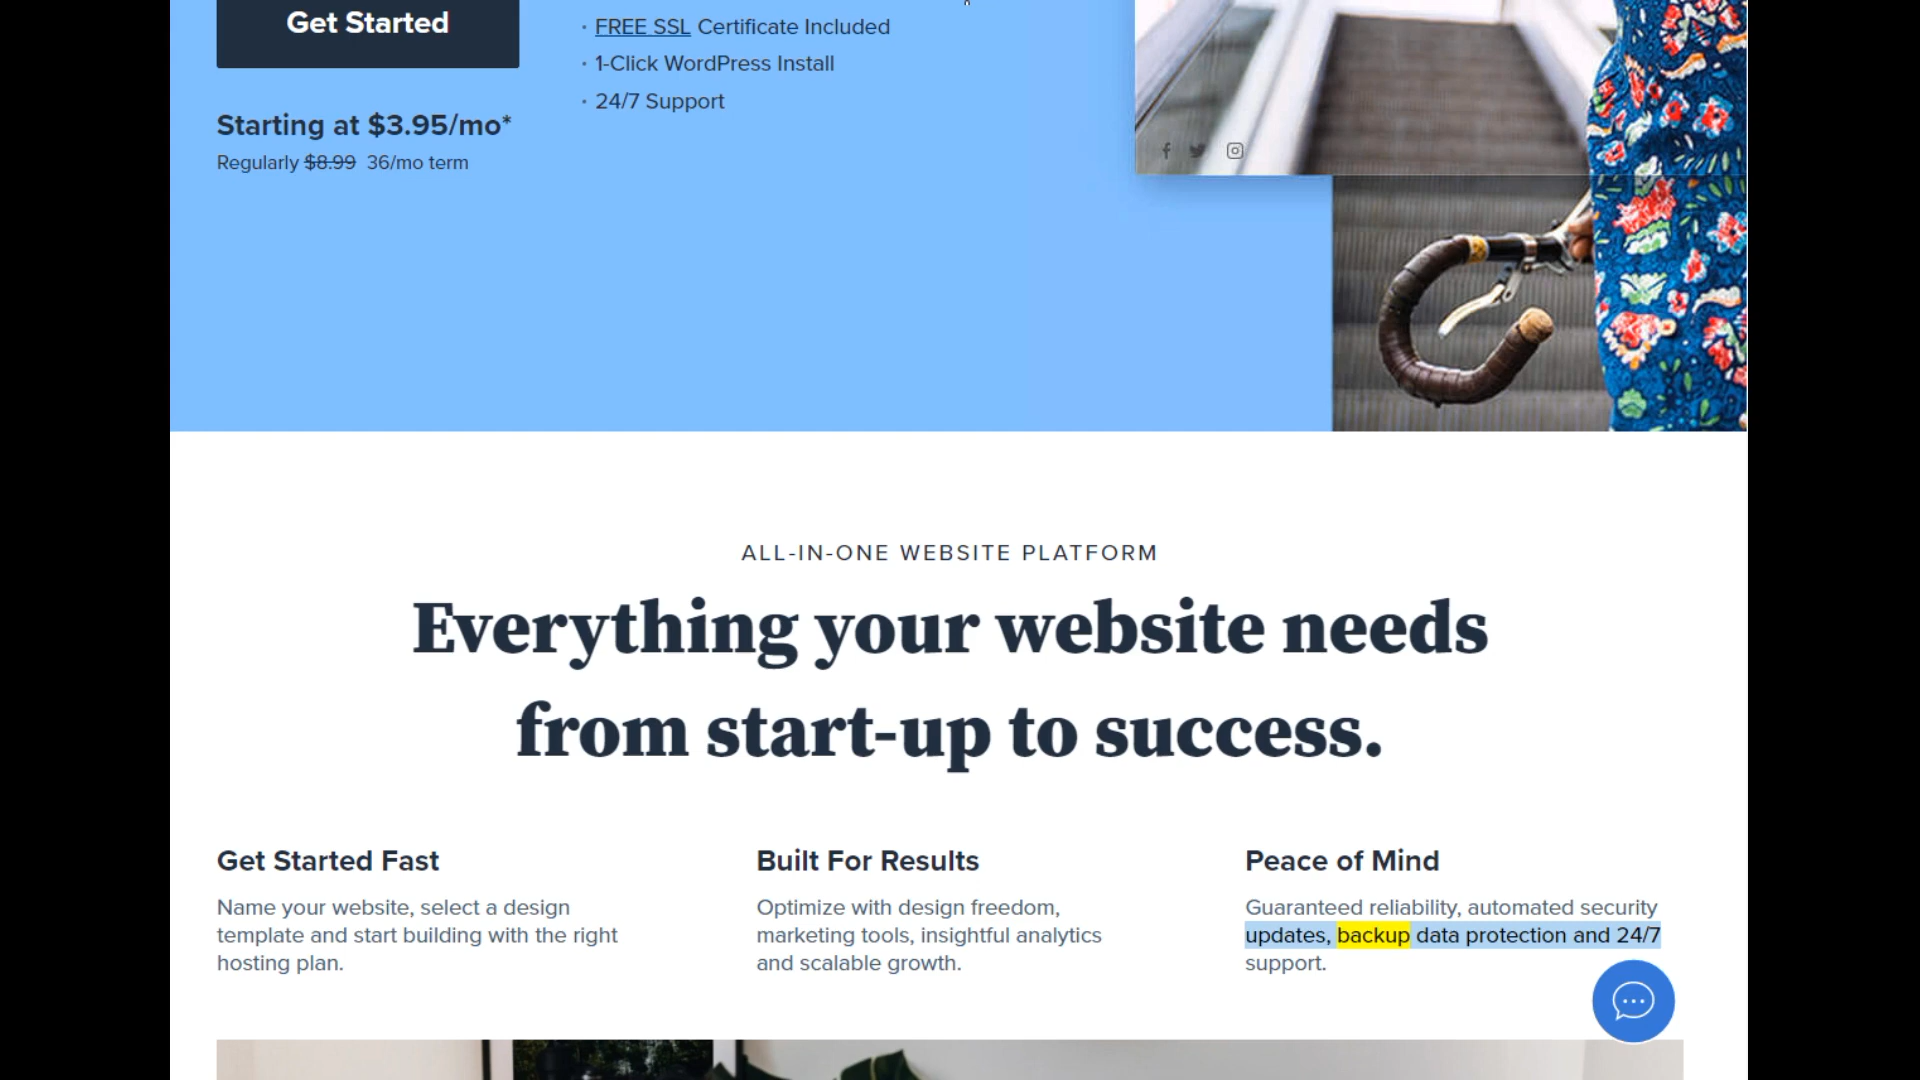 Get Started
· FREE SSL Certificate Included
· 1-Click WordPress Install
· 24/7 Support
Starting at $3.95/mo*
Regularly $8.99 36/mo term
ALL-IN-ONE WEBSITE PLATFORM
Everything your website needs
from start-up to success.
Get Started Fast
Name your website, select a design
template and start building with the right
hosting plan.
Built For Results
Optimize with design freedom,
marketing tools, insightful analytics
and scalable growth.
Peace of Mind
Guaranteed reliability, automated security
updates, backup data protection and 24/7
support.